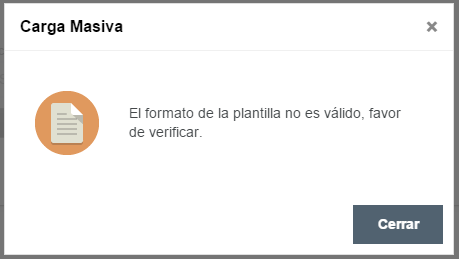 Carga Masiva
×
El formato de la plantilla no es válido, favor
de verificar.
Cerrar